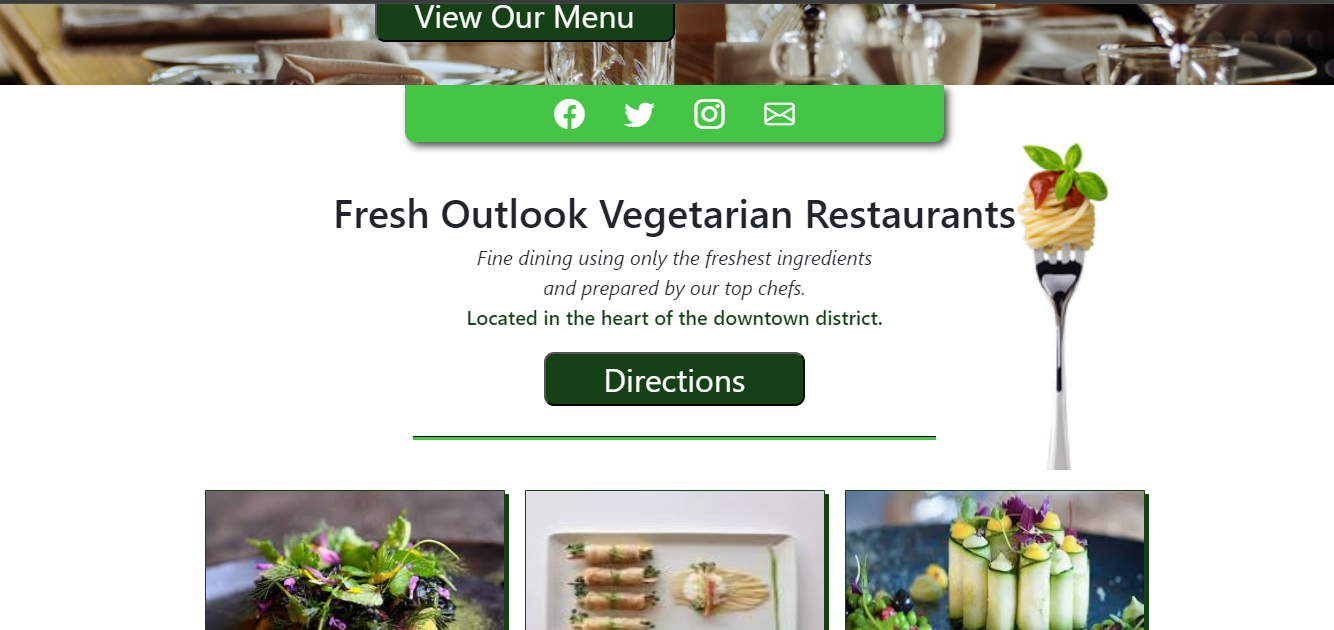 View Our Menu
Fresh Outlook Vegetarian Restaurants
Fine dining using only the freshest ingredients
and prepared by our top chefs.
Located in the heart of the downtown district.
Directions